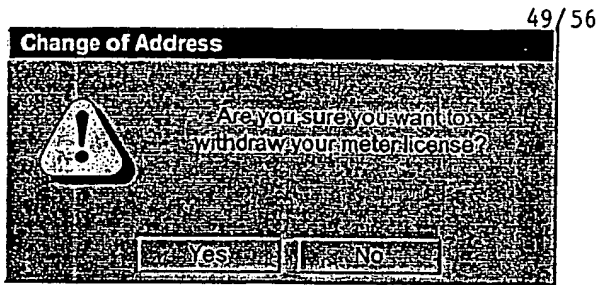 49/56
Change of Address
Are you sure you want to
withdraw your meter license?
Yes
No